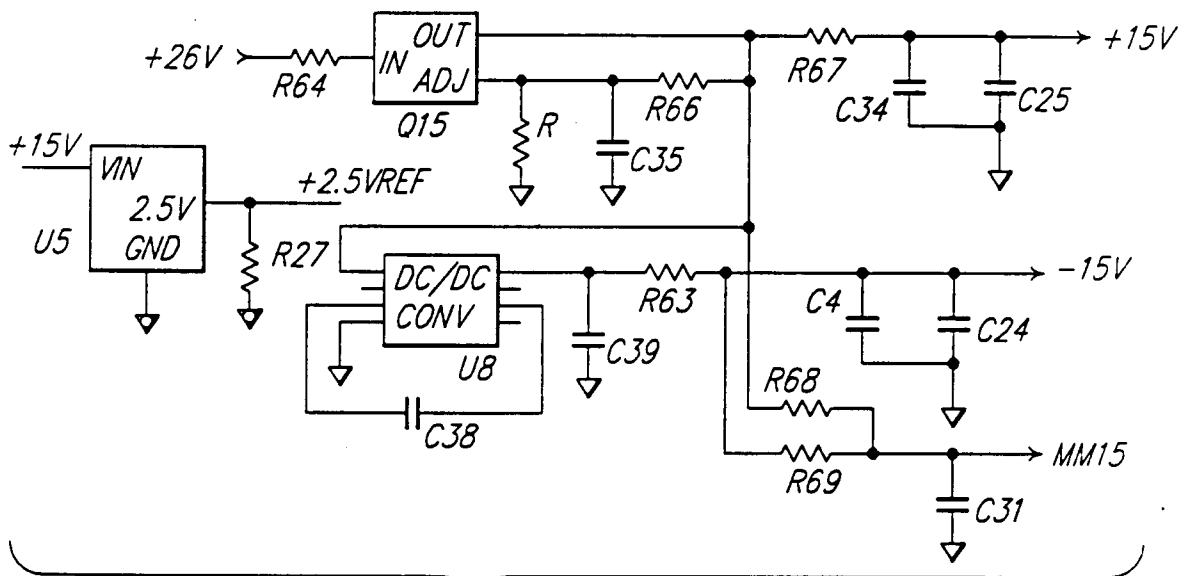 +26V
R64
IN
OUT
ADJ
Q15
R
C35
R66
R67
C34
C25
+15V
+15V
VIN
2.5V
GND
U5
+2.5VREF
R27
DC/DC
CONV
U8
C38
C39
R63
C4
C24
-15V
R68
R69
MM15
C31